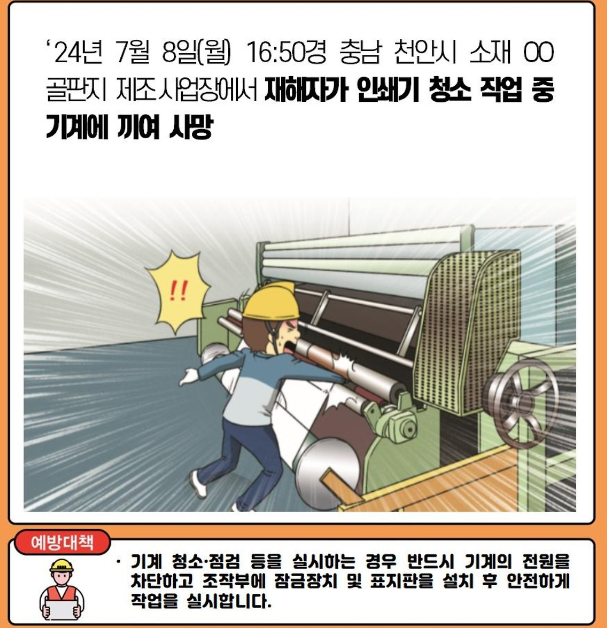 ‘24년 7월 8일(월) 16:50경 충남 천안시 소재 OO
골판지 제조사업장에서 재해자가 인쇄기 청소 작업 중
기계에 끼여 사망
!!
예방대책
· 기계 청소·점검 등을 실시하는 경우 반드시 기계의 전원을
차단하고 조작부에 잠금장치 및 표지판을 설치 후 안전하게
작업을 실시합니다.